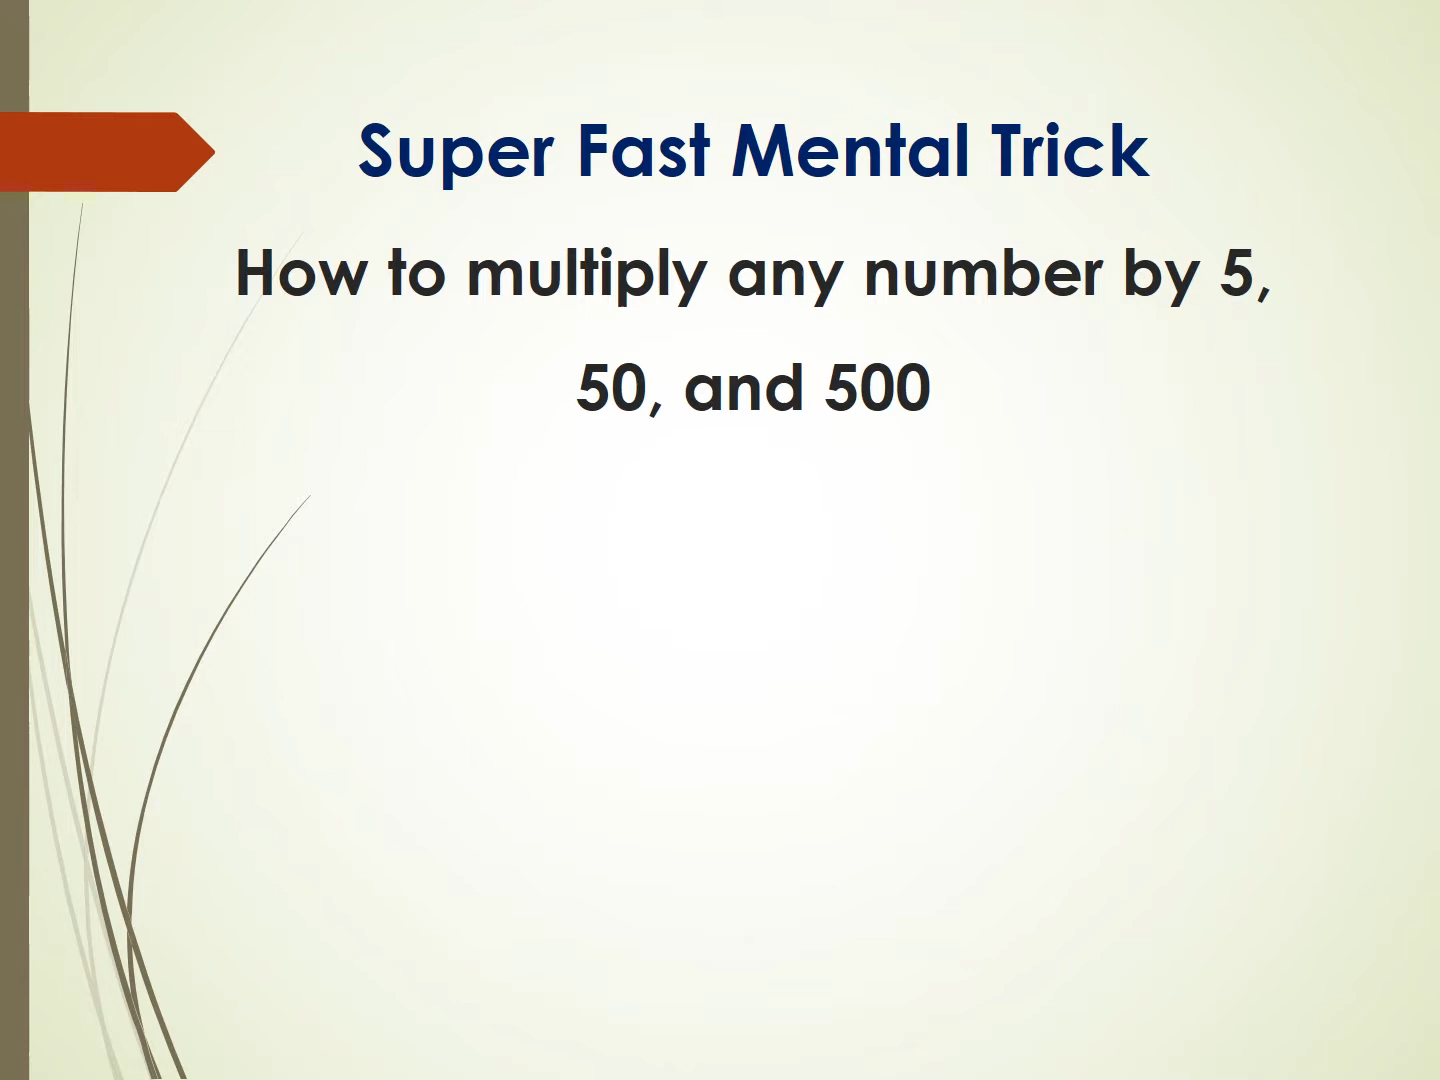 Super Fast Mental Trick
How to multiply any number by 5,
50, and 500